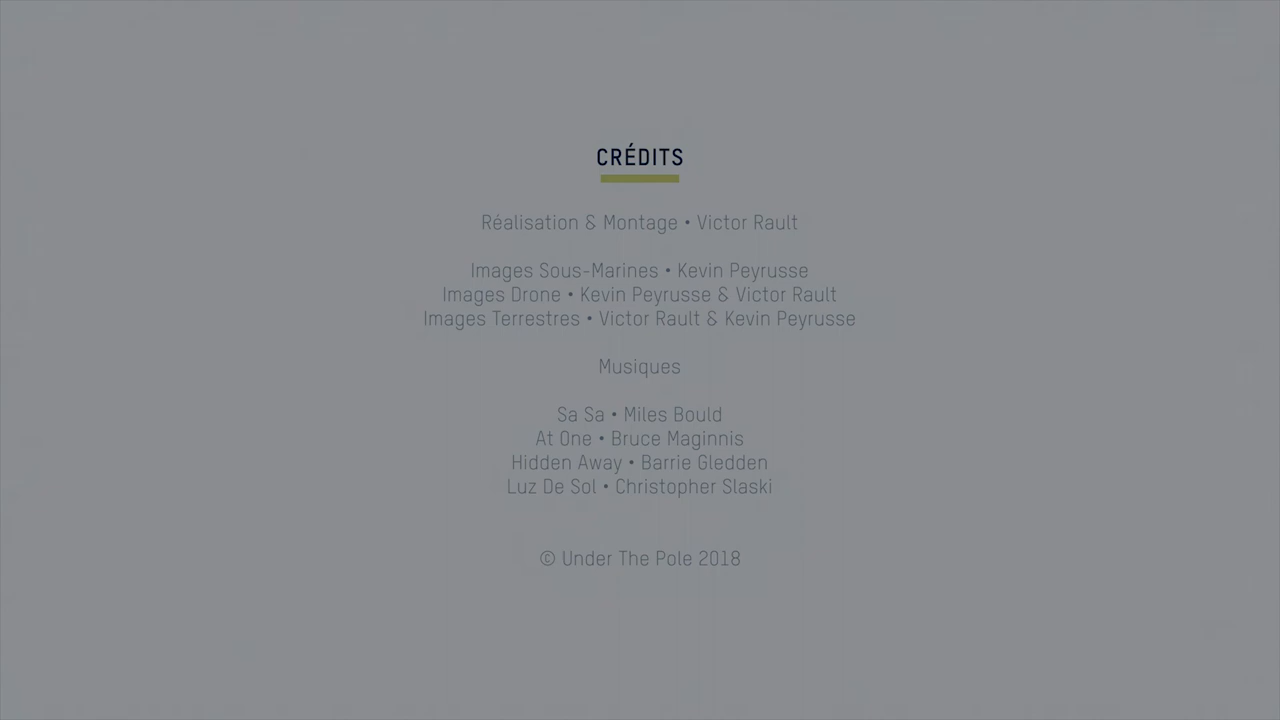 CRÉDITS
Réalisation & Montage • Victor Rault
Images Sous-Marines • Kevin Peyrusse
Images Drone • Kevin Peyrusse & Victor Rault
Images Terrestres • Victor Rault & Kevin Peyrusse
Musiques
Sa Sa • Miles Bould
At One • Bruce Maginnis
Hidden Away • Barrie Gledden
Luz De Sol • Christopher Slaski
© Under The Pole 2018